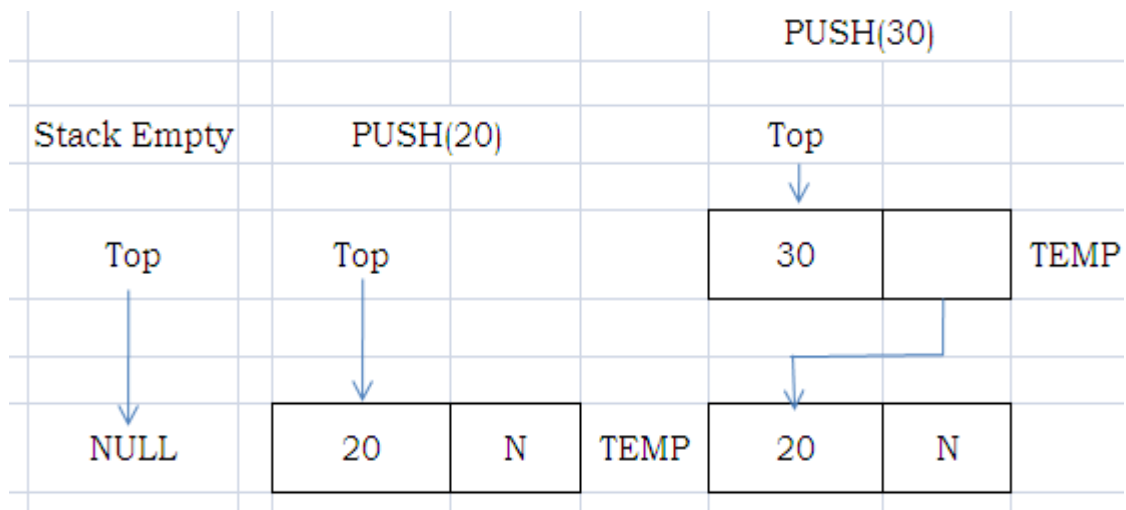 PUSH(30)
Stack Empty PUSH(20) Top
Top Top 30 TEMP
NULL 20 N TEMP 20 N